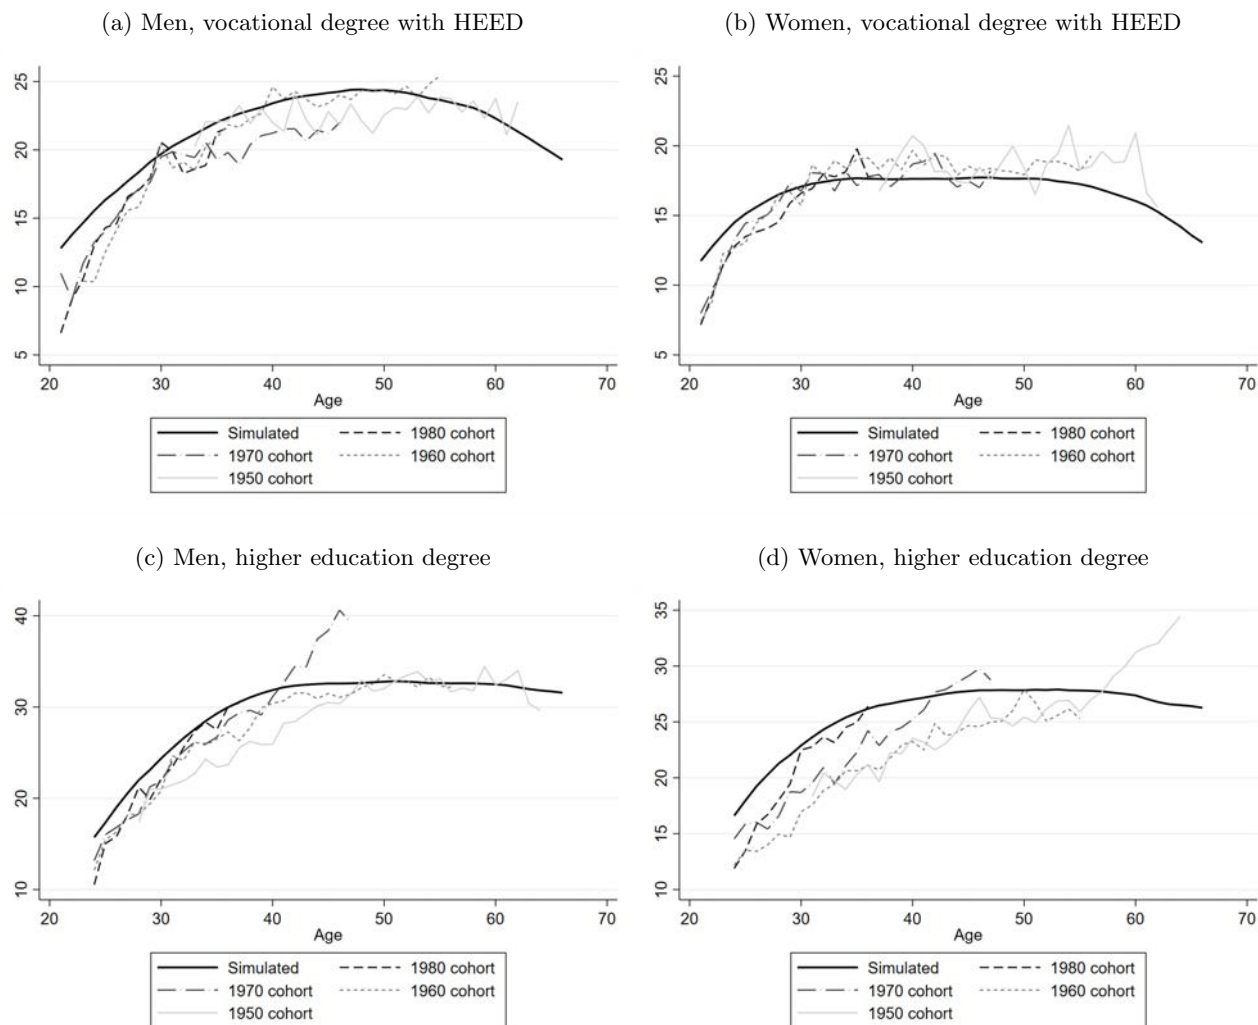 (a) Men, vocational degree with HEED
25
20
15
10
5
20 30 40 50 60 70
Age
Simulated 1980 cohort
1970 cohort 1960 cohort
1950 cohort
(b) Women, vocational degree with HEED
25
20
15
10
5
20 30 40 50 60 70
Age
Simulated 1980 cohort
1970 cohort 1960 cohort
1950 cohort
(c) Men, higher education degree
40
30
20
10
20 30 40 50 60 70
Age
Simulated 1980 cohort
1970 cohort 1960 cohort
1950 cohort
(d) Women, higher education degree
35
30
25
20
15
10
20 30 40 50 60 70
Age
Simulated 1980 cohort
1970 cohort 1960 cohort
1950 cohort